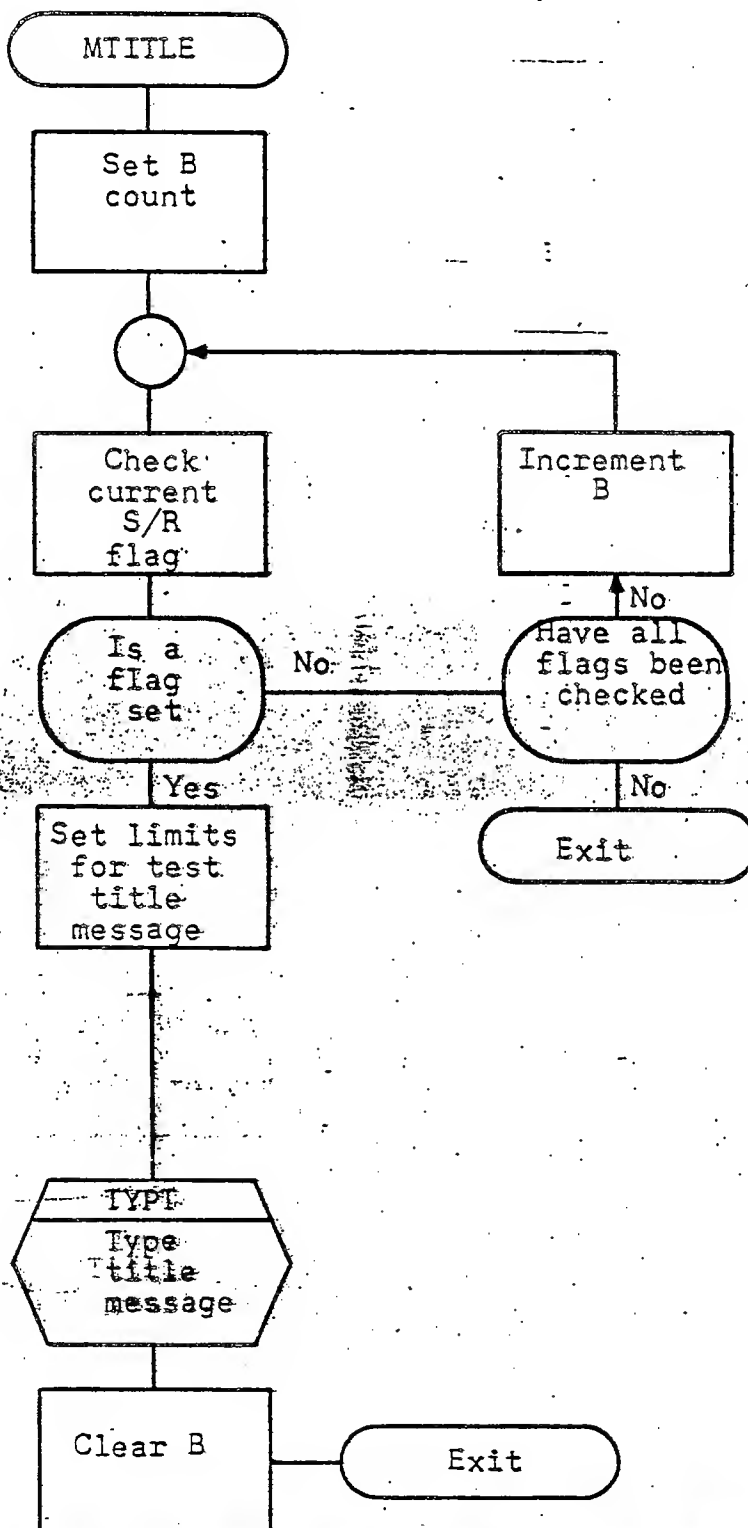 MTITLE
Set B
count
Check
current
S/R
flag
Increment
B
Is a
flag
set
No
No
Have all
flags been
checked
Yes
No
Set limits
for test
title
message
Exit
TYPT
Type
title
message
Clear B
Exit